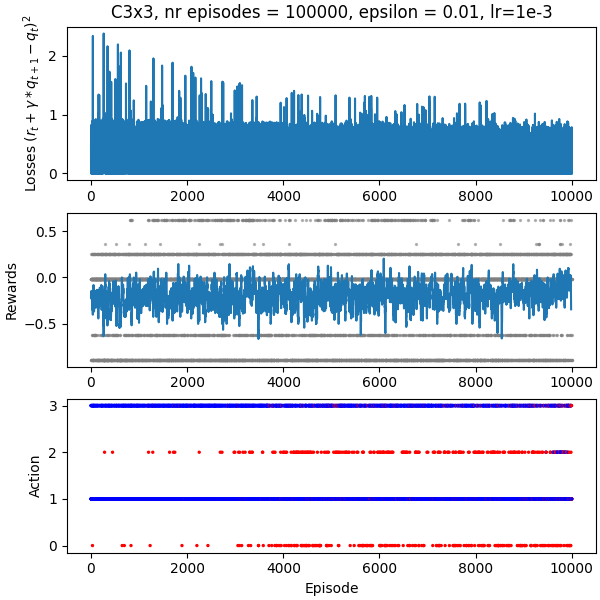 C3x3, nr episodes = 100000, epsilon = 0.01, lr=1e-3
Losses $(r_t + \gamma * q_{t+1} - q_t)^2$
2
1
0
0 2000 4000 6000 8000 10000
Rewards
0.5
0.0
−0.5
0 2000 4000 6000 8000 10000
Action
3
2
1
0
0 2000 4000 6000 8000 10000
Episode